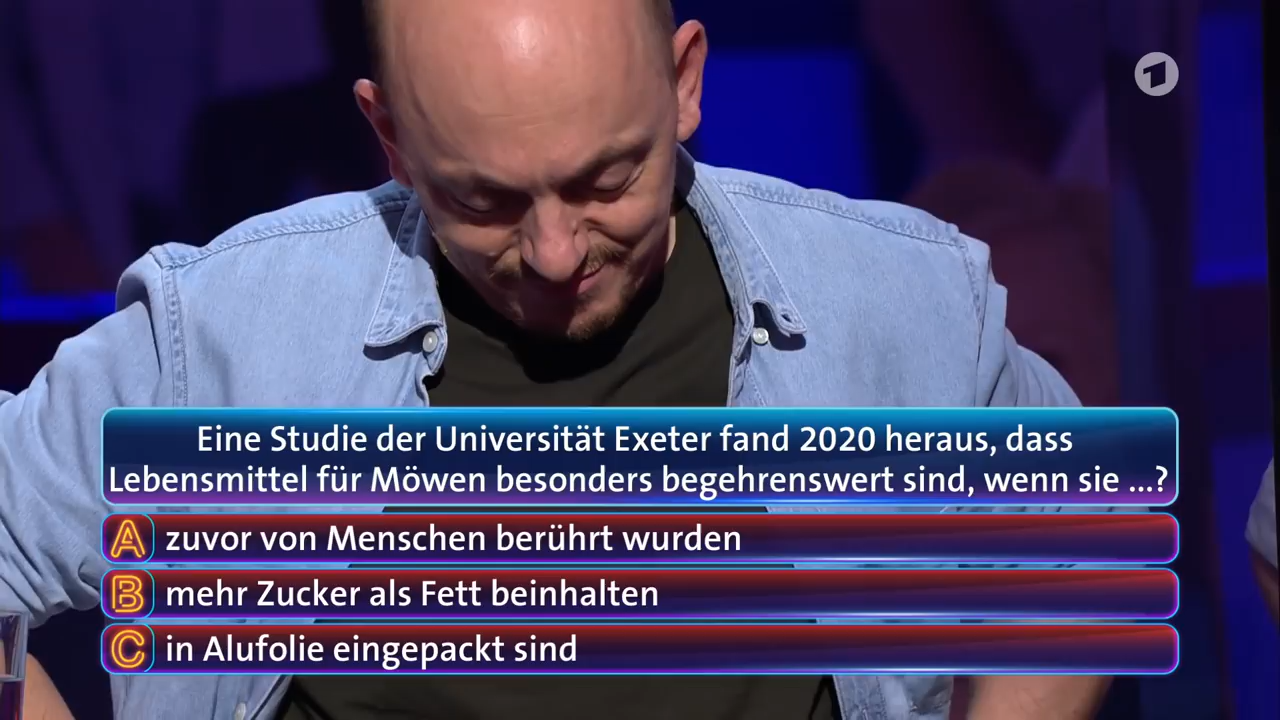 1
Eine Studie der Universität Exeter fand 2020 heraus, dass
Lebensmittel für Möwen besonders begehrenswert sind, wenn sie ...?
A zuvor von Menschen berührt wurden
B mehr Zucker als Fett beinhalten
C in Alufolie eingepackt sind